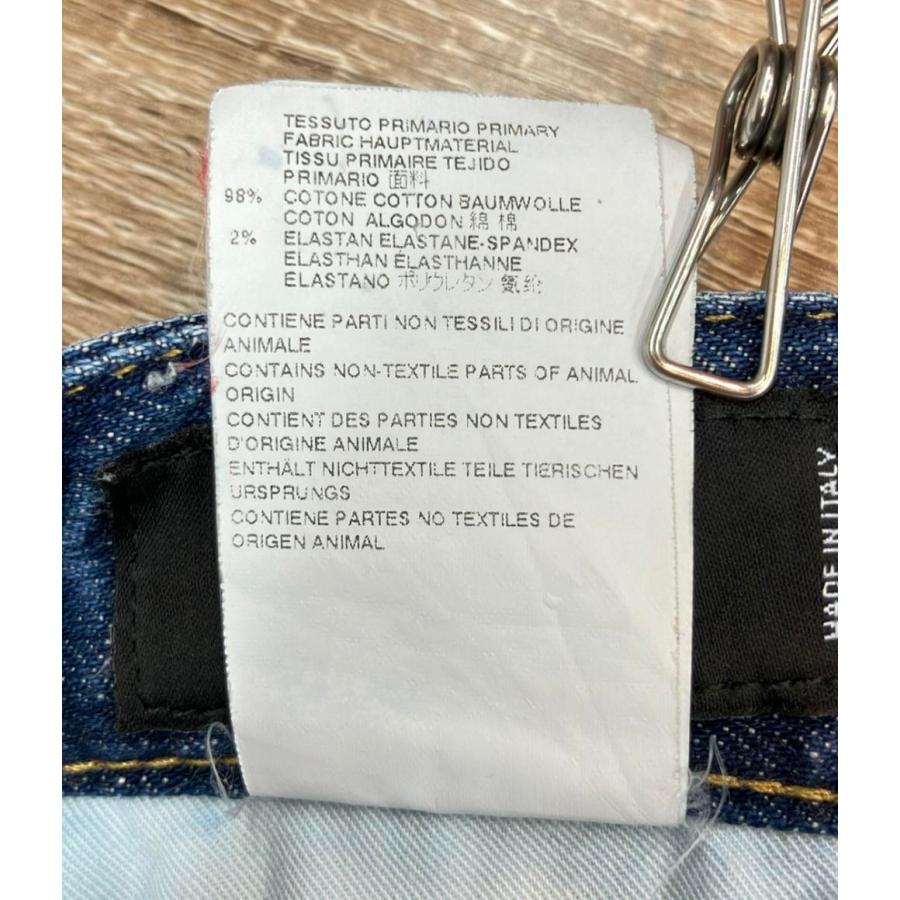 TESSUTO PRIMARIO PRIMARY
FABRIC HAUPTMATERIAL
TISSU PRIMAIRE TEJIDO
PRIMARIO 面料
98% COTONE COTTON BAUMWOLLE
COTON ALGODON 綿 棉
2% ELASTAN ELASTANE-SPANDEX
ELASTHAN ÉLASTHANNE
ELASTANO ポリウレタン 氨纶
CONTIENE PARTI NON TESSILI DI ORIGINE
ANIMALE
CONTAINS NON-TEXTILE PARTS OF ANIMAL
ORIGIN
CONTIENT DES PARTIES NON TEXTILES
D'ORIGINE ANIMALE
ENTHÄLT NICHTTEXTILE TEILE TIERISCHEN
URSPRUNGS
CONTIENE PARTES NO TEXTILES DE
ORIGEN ANIMAL
MADE IN ITALY